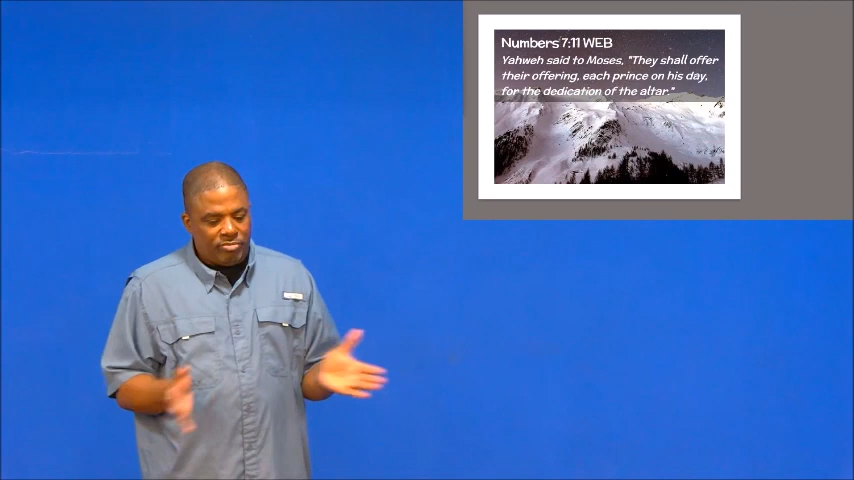 Numbers 7:11 WEB
Yahweh said to Moses, "They shall offer
their offering, each prince on his day,
for the dedication of the altar."